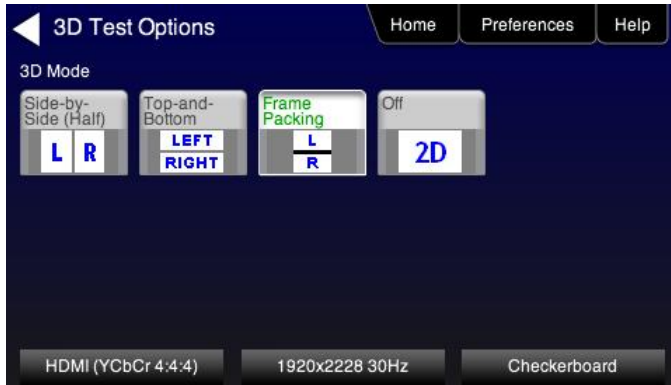 3D Test Options
Home
Preferences
Help
3D Mode
Side-by-
Side (Half)
L R
Top-and-
Bottom
LEFT
RIGHT
Frame
Packing
L
R
Off
2D
HDMI (YCbCr 4:4:4)
1920x2228 30Hz
Checkerboard